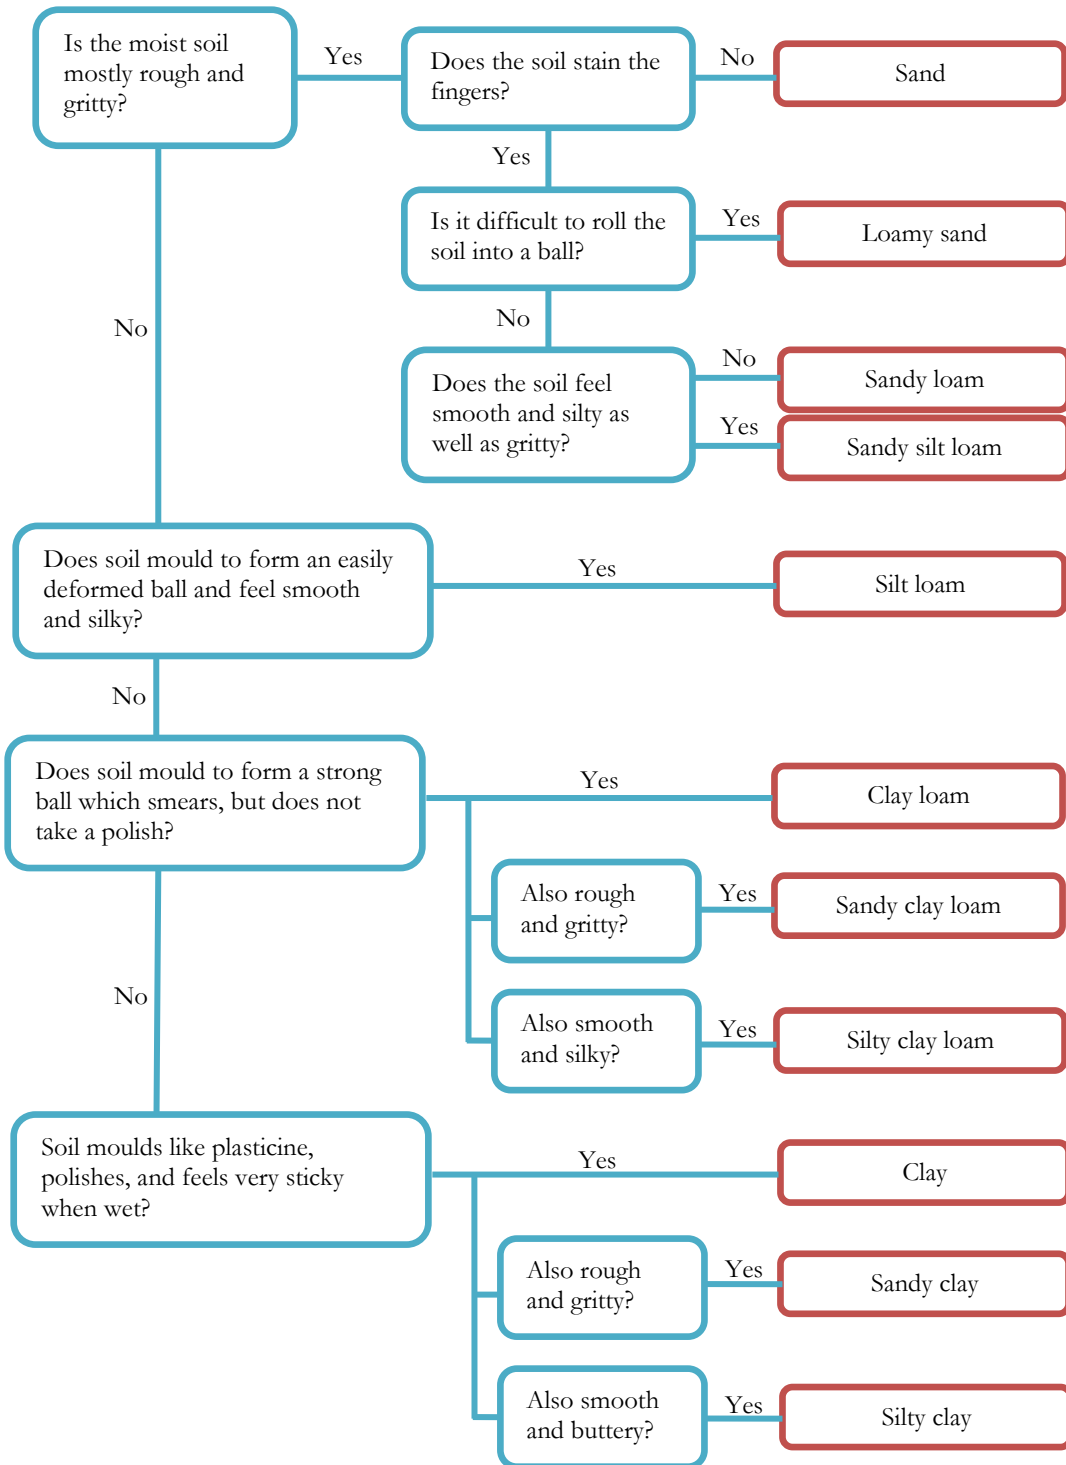 Is the moist soil
mostly rough and
gritty?
Yes
Does the soil stain the
fingers?
No
Sand
Yes
Is it difficult to roll the
soil into a ball?
Yes
Loamy sand
No
No
Does the soil feel
smooth and silty as
well as gritty?
No
Sandy loam
Yes
Sandy silt loam
Does soil mould to form an easily
deformed ball and feel smooth
and silky?
Yes
Silt loam
No
Does soil mould to form a strong
ball which smears, but does not
take a polish?
Yes
Clay loam
Also rough
and gritty?
Yes
Sandy clay loam
No
Also smooth
and silky?
Yes
Silty clay loam
Soil moulds like plasticine,
polishes, and feels very sticky
when wet?
Yes
Clay
Also rough
and gritty?
Yes
Sandy clay
Also smooth
and buttery?
Yes
Silty clay